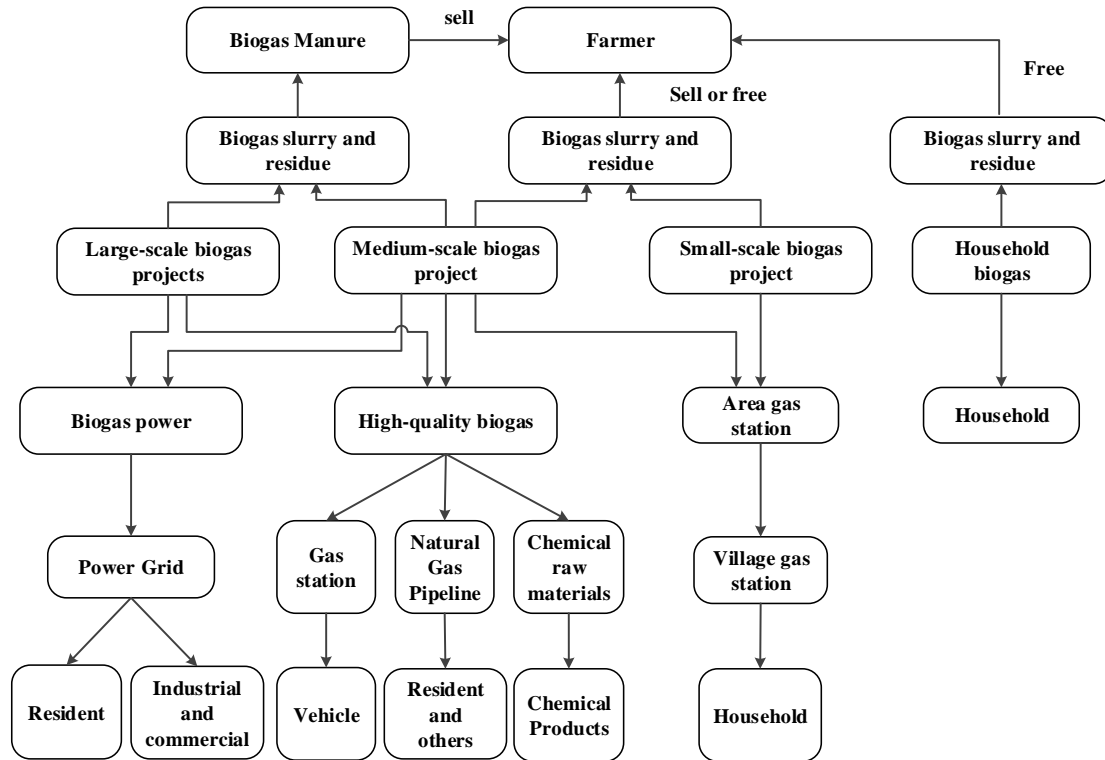 sell
Biogas Manure
Farmer
Free
Sell or free
Biogas slurry and
residue
Biogas slurry and
residue
Biogas slurry and
residue
Large-scale biogas
projects
Medium-scale biogas
project
Small-scale biogas
project
Household
biogas
Biogas power
High-quality biogas
Area gas
station
Household
Power Grid
Gas
station
Natural
Gas
Pipeline
Chemical
raw
materials
Village gas
station
Resident
Industrial
and
commercial
Vehicle
Resident
and
others
Chemical
Products
Household